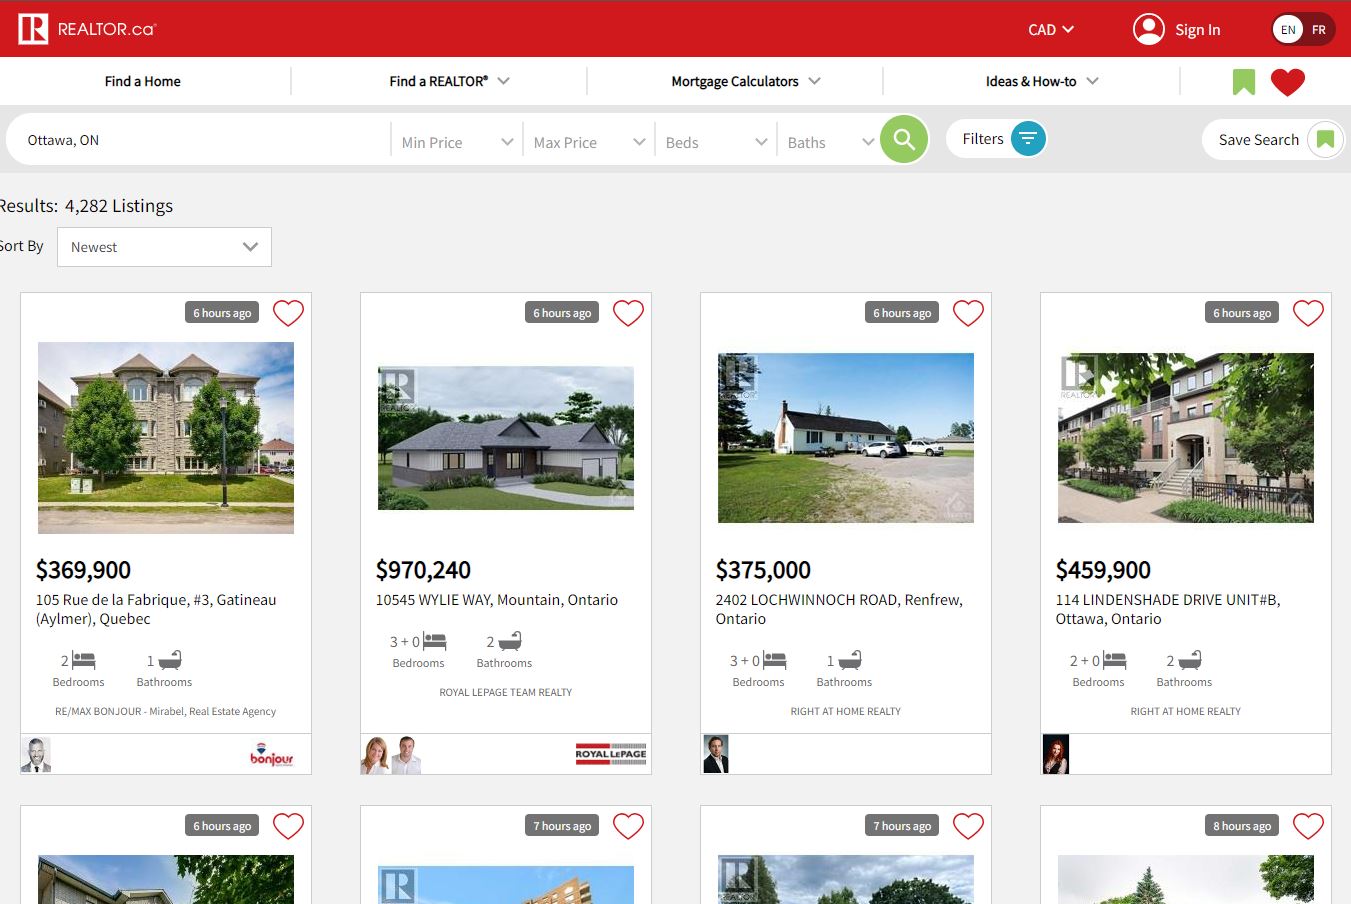 REALTOR.ca®
CAD
Sign In
EN FR
Find a Home
Find a REALTOR®
Mortgage Calculators
Ideas & How-to
Ottawa, ON
Min Price
Max Price
Beds
Baths
Filters
Save Search
Results: 4,282 Listings
Sort By
Newest
6 hours ago
$369,900
105 Rue de la Fabrique, #3, Gatineau
(Aylmer), Quebec
2
Bedrooms
1
Bathrooms
RE/MAX BONJOUR - Mirabel, Real Estate Agency
bonjour
6 hours ago
REALTOR
$970,240
10545 WYLIE WAY, Mountain, Ontario
3 + 0
Bedrooms
2
Bathrooms
ROYAL LEPAGE TEAM REALTY
ROYAL LEPAGE
6 hours ago
REALTOR
$375,000
2402 LOCHWINNOCH ROAD, Renfrew,
Ontario
3 + 0
Bedrooms
1
Bathrooms
RIGHT AT HOME REALTY
6 hours ago
REALTOR
$459,900
114 LINDENSHADE DRIVE UNIT#B,
Ottawa, Ontario
2 + 0
Bedrooms
2
Bathrooms
RIGHT AT HOME REALTY
6 hours ago
7 hours ago
7 hours ago
REALTOR
8 hours ago